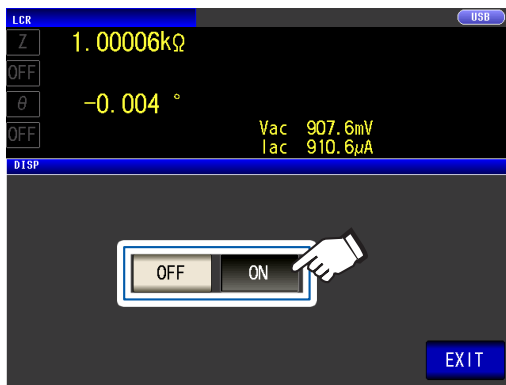 LCR USB
Z 1.00006kΩ
OFF
θ -0.004 °
OFF
Vac 907.6mV
Iac 910.6μA
DISP
OFF ON
EXIT